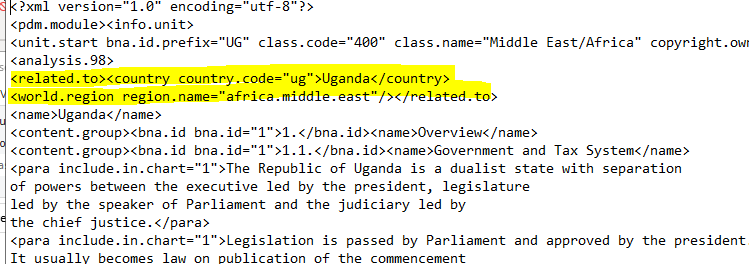 <?xml version="1.0" encoding="utf-8"?>
<pdm.module><info.unit>
<unit.start bna.id.prefix="UG" class.code="400" class.name="Middle East/Africa" copyright.own
<analysis.98>
<related.to><country country.code="ug">Uganda</country>
<world.region region.name="africa.middle.east"/></related.to>
<name>Uganda</name>
<content.group><bna.id bna.id="1">1.</bna.id><name>Overview</name>
<content.group><bna.id bna.id="1">1.1.</bna.id><name>Government and Tax System</name>
<para include.in.chart="1">The Republic of Uganda is a dualist state with separation
of powers between the executive led by the president, legislature
led by the speaker of Parliament and the judiciary led by
the chief justice.</para>
<para include.in.chart="1">Legislation is passed by Parliament and approved by the president.
It usually becomes law on publication of the commencement